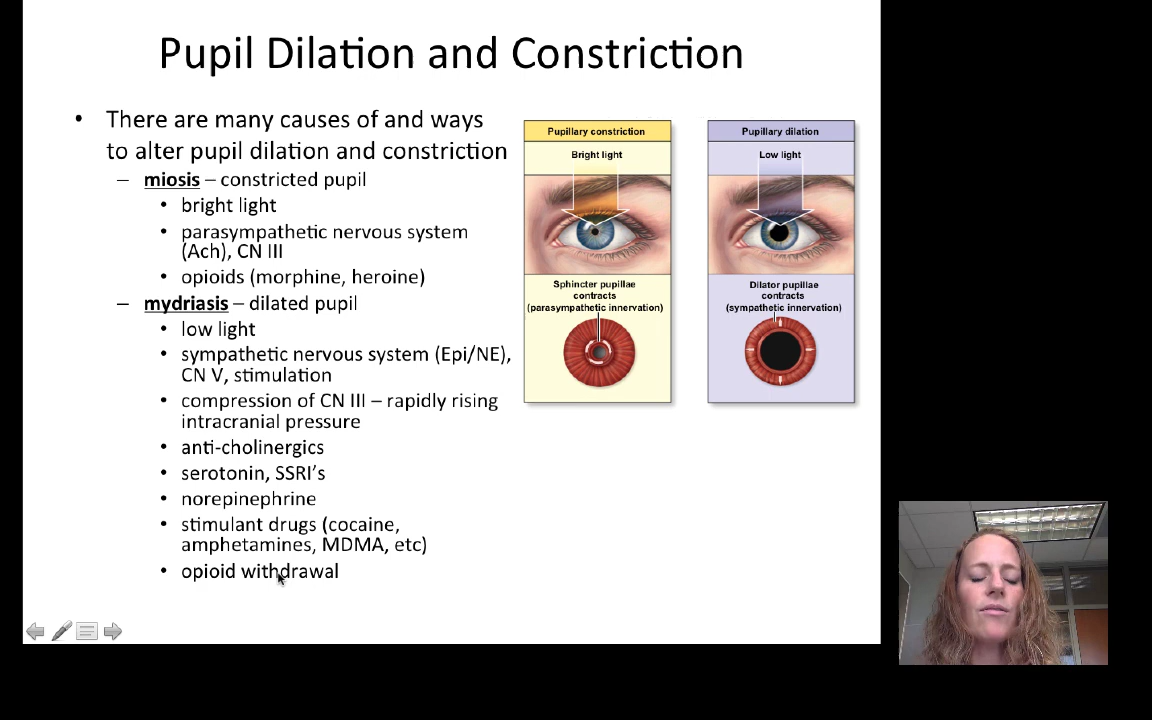 Pupil Dilation and Constriction
• There are many causes of and ways
to alter pupil dilation and constriction
– miosis – constricted pupil
• bright light
• parasympathetic nervous system
(Ach), CN III
• opioids (morphine, heroine)
– mydriasis – dilated pupil
• low light
• sympathetic nervous system (Epi/NE),
CN V, stimulation
• compression of CN III – rapidly rising
intracranial pressure
• anti-cholinergics
• serotonin, SSRI's
• norepinephrine
• stimulant drugs (cocaine,
amphetamines, MDMA, etc)
• opioid withdrawal
Pupillary constriction
Bright light
Sphincter pupillae
contracts
(parasympathetic innervation)
Pupillary dilation
Low light
Dilator pupillae
contracts
(sympathetic innervation)